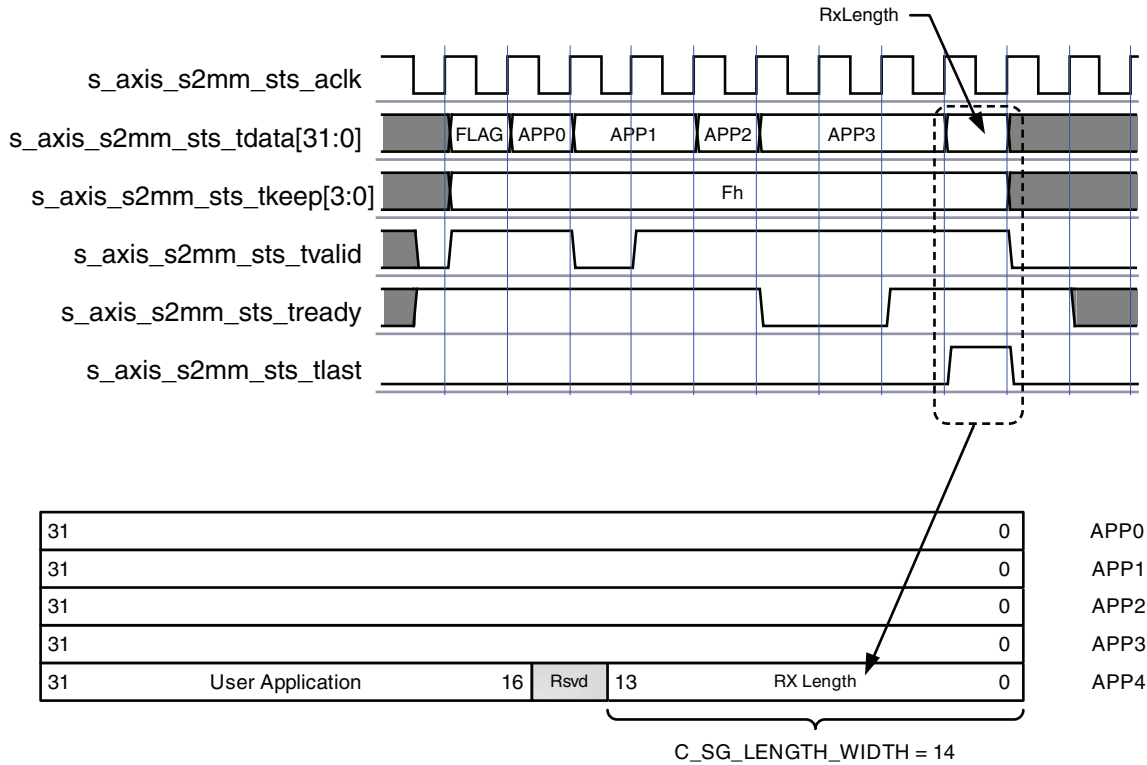 RxLength
s_axis_s2mm_sts_aclk
s_axis_s2mm_sts_tdata[31:0] FLAG APP0 APP1 APP2 APP3
s_axis_s2mm_sts_tkeep[3:0] Fh
s_axis_s2mm_sts_tvalid
s_axis_s2mm_sts_tready
s_axis_s2mm_sts_tlast
31 0 APP0
31 0 APP1
31 0 APP2
31 0 APP3
31 User Application 16 Rsvd 13 RX Length 0 APP4
C_SG_LENGTH_WIDTH = 14